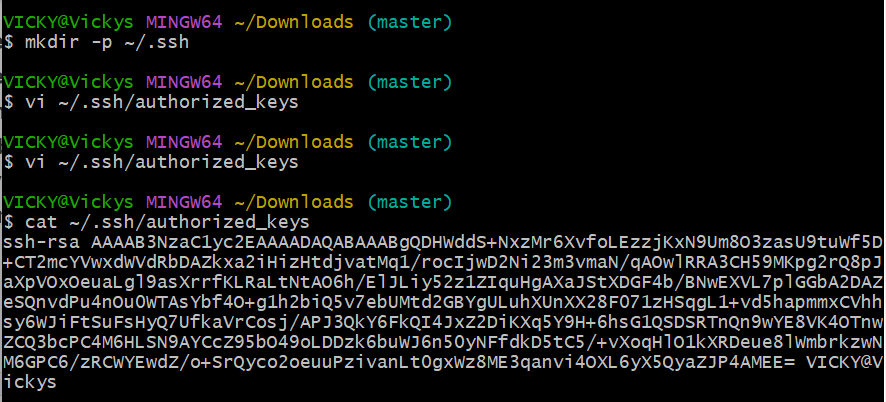 VICKY@Vickys MINGW64 ~/Downloads (master)
$ mkdir -p ~/.ssh
VICKY@Vickys MINGW64 ~/Downloads (master)
$ vi ~/.ssh/authorized_keys
VICKY@Vickys MINGW64 ~/Downloads (master)
$ vi ~/.ssh/authorized_keys
VICKY@Vickys MINGW64 ~/Downloads (master)
$ cat ~/.ssh/authorized_keys
ssh-rsa AAAAB3NzaC1yc2EAAAADAQABAAABgQDHWddS+NxzMr6XvfoLEzzjKxN9Um8O3zasU9tuWf5D
+CT2mcYVwxdWVdRbDAZkxa2iHizHtdjvatMq1/rocIjwD2Ni23m3vmaN/qAOwlRRA3CH59MKpg2rQ8pJ
aXpVOxOeuaLgl9asXrrfKLRaLtNtAO6h/ElJLiy52z1ZIquHgAXaJStXDGF4b/BNwEXVL7plGGbA2DAZ
eSQnvdPu4nOu0WTAsYbf4O+g1h2biQ5v7ebUMtd2GBYgULuhXUnXX28F071zHSqgL1+vd5hapmmxCVhh
sy6WJiFtSuFsHyQ7UfkaVrCosj/APJ3QkY6FkQI4JxZ2DiKXq5Y9H+6hsG1QSDSRTnQn9wYE8VK4OTnw
ZCQ3bcPC4M6HLSN9AYCcZ95bO49oLDDzk6buWJ6n50yNFfdkD5tC5/+vXoqHlO1kXRDeue8lWmbrkzwN
M6GPC6/zRCWYEwdZ/o+SrQyco2oeuuPzivanLt0gxWz8ME3qanvi4OXL6yX5QyaZJP4AMEE= VICKY@V
ickys